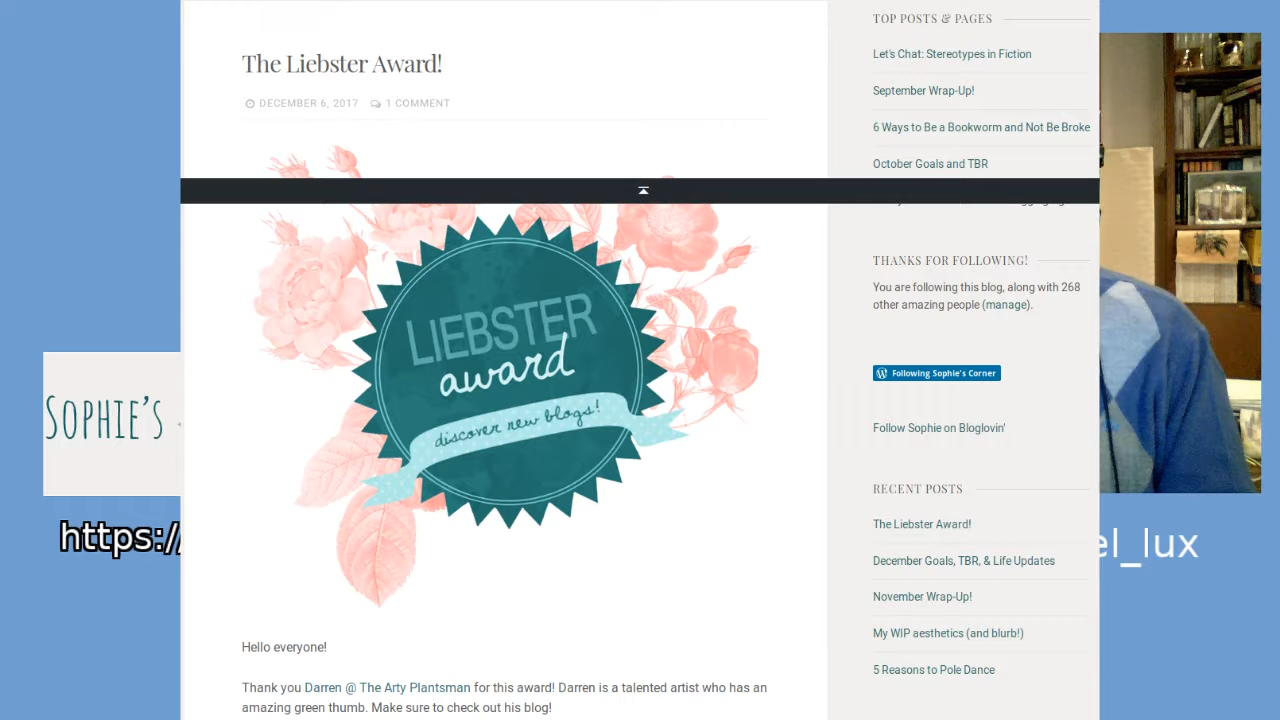 The Liebster Award!
DECEMBER 6, 2017 1 COMMENT
LIEBSTER
award
discover new blogs!
Hello everyone!
Thank you Darren @ The Arty Plantsman for this award! Darren is a talented artist who has an
amazing green thumb. Make sure to check out his blog!
TOP POSTS & PAGES
Let's Chat: Stereotypes in Fiction
September Wrap-Up!
6 Ways to Be a Bookworm and Not Be Broke
October Goals and TBR
THANKS FOR FOLLOWING!
You are following this blog, along with 268
other amazing people (manage).
Following Sophie's Corner
Follow Sophie on Bloglovin'
RECENT POSTS
The Liebster Award!
December Goals, TBR, & Life Updates
November Wrap-Up!
My WIP aesthetics (and blurb!)
5 Reasons to Pole Dance
SOPHIE'S
https:/
el_lux